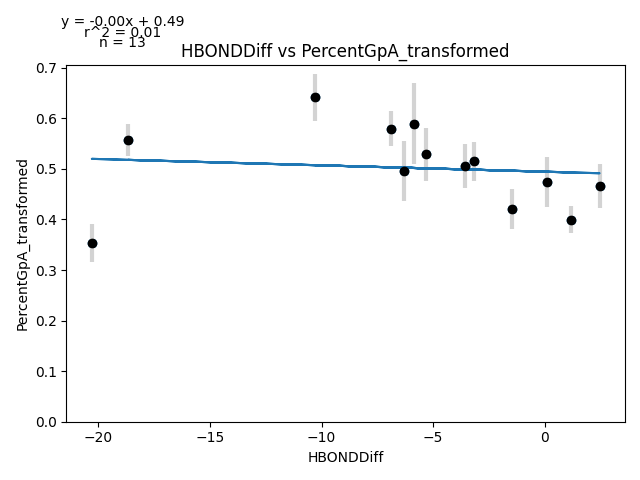 y = -0.00x + 0.49
r^2 = 0.01
n = 13
HBONDDiff vs PercentGpA_transformed
PercentGpA_transformed
0.7
0.6
0.5
0.4
0.3
0.2
0.1
0.0
−20
−15
−10
−5
0
HBONDDiff